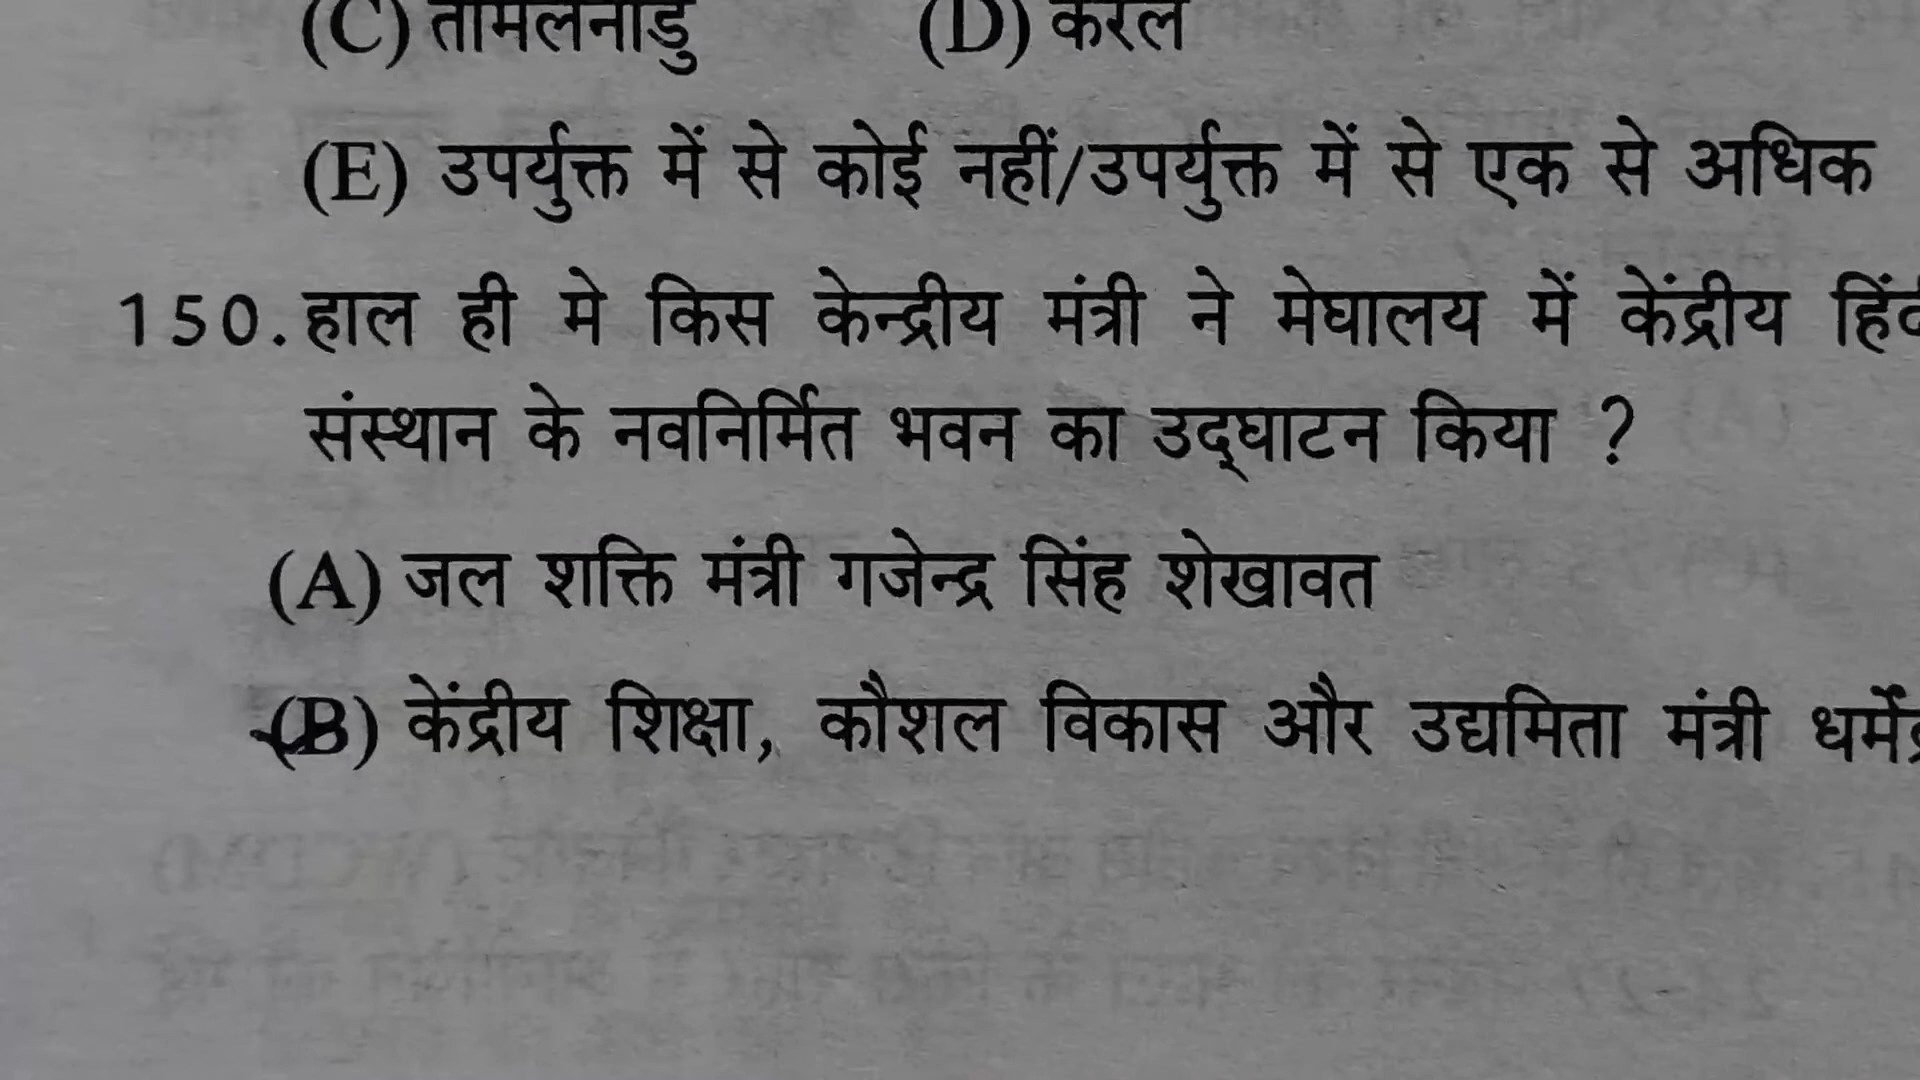 (C) तामिलनाडु (D) केरल
(E) उपर्युक्त में से कोई नहीं/उपर्युक्त में से एक से अधिक
150. हाल ही मे किस केन्द्रीय मंत्री ने मेघालय में केंद्रीय
संस्थान के नवनिर्मित भवन का उद्घाटन किया ?
(A) जल शक्ति मंत्री गजेन्द्र सिंह शेखावत
(B) केंद्रीय शिक्षा, कौशल विकास और उद्यमिता मंत्री